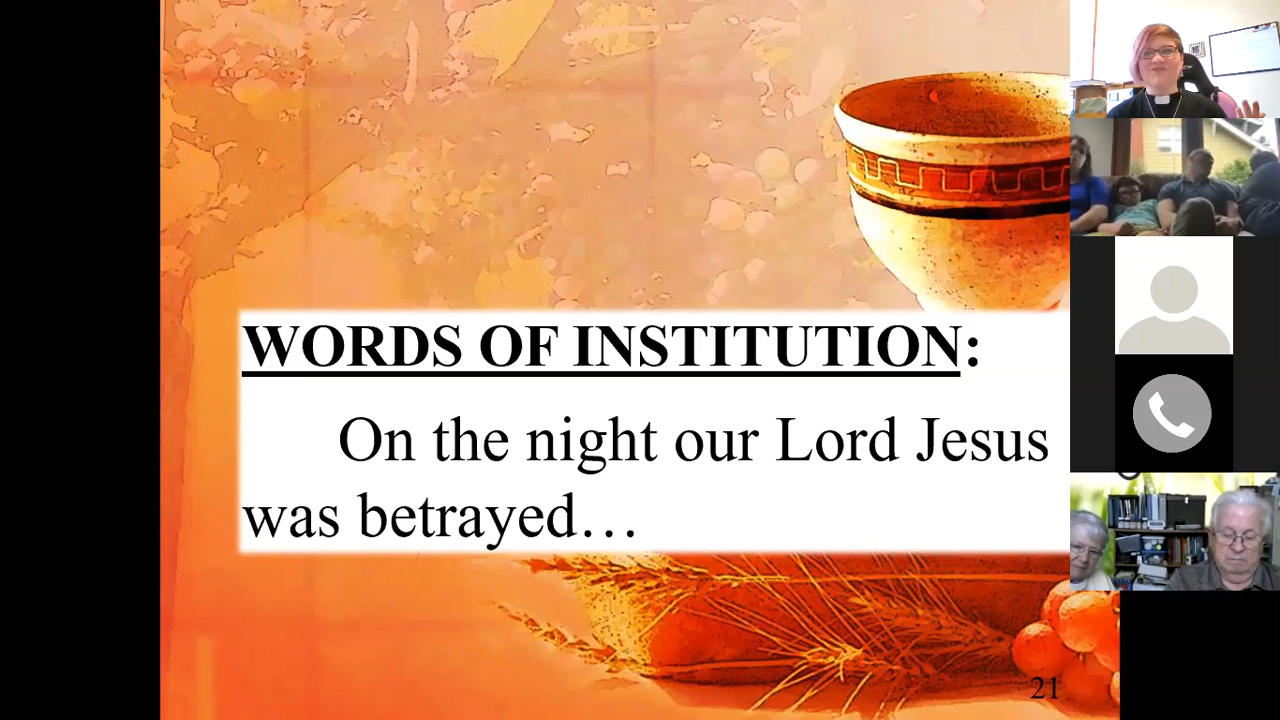 WORDS OF INSTITUTION:
On the night our Lord Jesus
was betrayed…
21